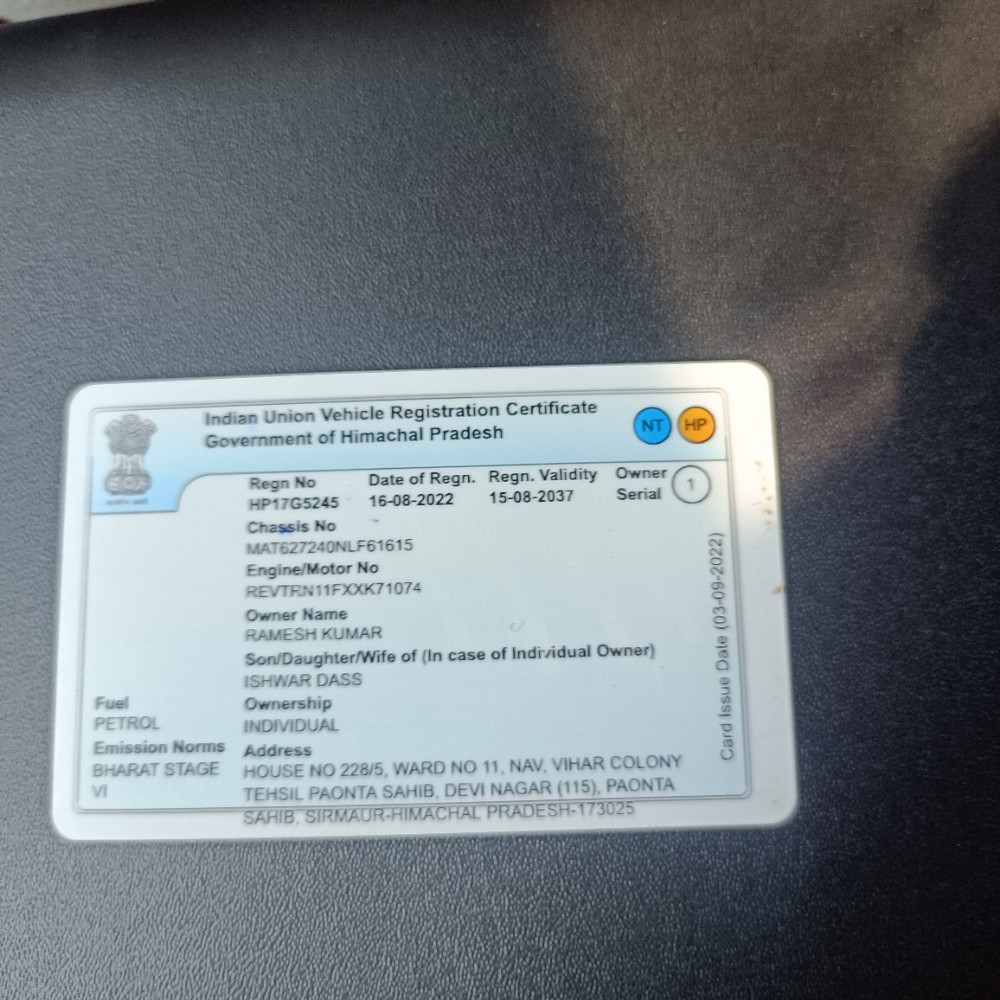 Indian Union Vehicle Registration Certificate
Government of Himachal Pradesh
NT HP
Regn No Date of Regn. Regn. Validity Owner Serial 1
HP17G5245 16-08-2022 15-08-2037
Chassis No
MAT627240NLF61615
Engine/Motor No
REVTRN11FXXK71074
Owner Name
RAMESH KUMAR
Son/Daughter/Wife of (In case of Individual Owner)
ISHWAR DASS
Fuel
PETROL
Ownership
INDIVIDUAL
Emission Norms
BHARAT STAGE
VI
Address
HOUSE NO 228/5, WARD NO 11, NAV, VIHAR COLONY
TEHSIL PAONTA SAHIB, DEVI NAGAR (115), PAONTA
SAHIB, SIRMAUR-HIMACHAL PRADESH-173025
Card Issue Date (03-09-2022)